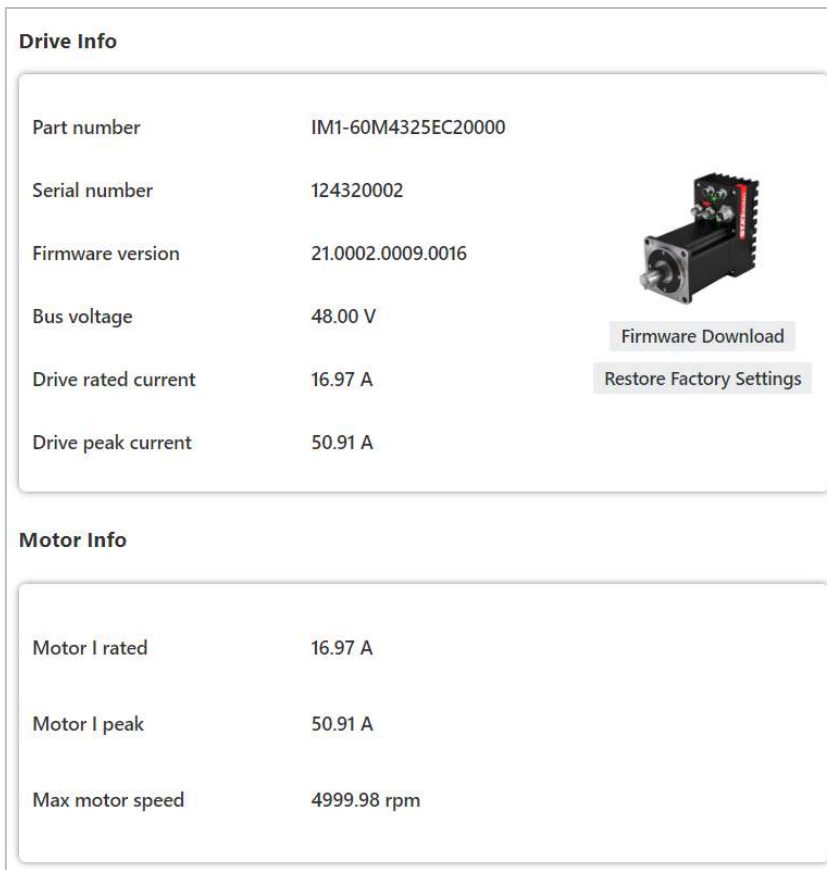 Drive Info
Part number IM1-60M4325EC20000
Serial number 124320002
Firmware version 21.0002.0009.0016
Bus voltage 48.00 V
Firmware Download
Drive rated current 16.97 A
Restore Factory Settings
Drive peak current 50.91 A
Motor Info
Motor I rated 16.97 A
Motor I peak 50.91 A
Max motor speed 4999.98 rpm